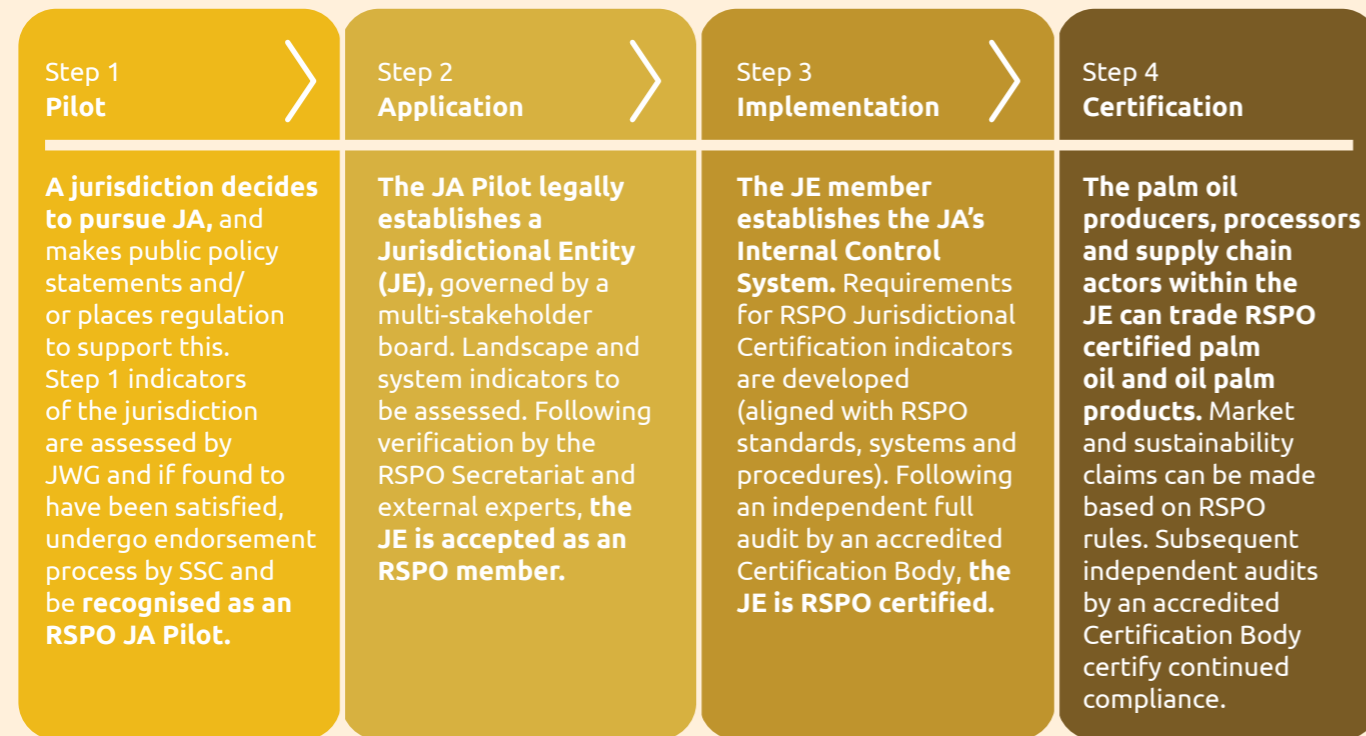 Step 1
Pilot
A jurisdiction decides
to pursue JA, and
makes public policy
statements and/
or places regulation
to support this.
Step 1 indicators
of the jurisdiction
are assessed by
JWG and if found to
have been satisfied,
undergo endorsement
process by SSC and
be recognised as an
RSPO JA Pilot.
Step 2
Application
The JA Pilot legally
establishes a
Jurisdictional Entity
(JE), governed by a
multi-stakeholder
board. Landscape and
system indicators to
be assessed. Following
verification by the
RSPO Secretariat and
external experts, the
JE is accepted as an
RSPO member.
Step 3
Implementation
The JE member
establishes the JA’s
Internal Control
System. Requirements
for RSPO Jurisdictional
Certification indicators
are developed
(aligned with RSPO
standards, systems and
procedures). Following
an independent full
audit by an accredited
Certification Body, the
JE is RSPO certified.
Step 4
Certification
The palm oil
producers, processors
and supply chain
actors within the
JE can trade RSPO
certified palm
oil and oil palm
products. Market
and sustainability
claims can be made
based on RSPO
rules. Subsequent
independent audits
by an accredited
Certification Body
certify continued
compliance.